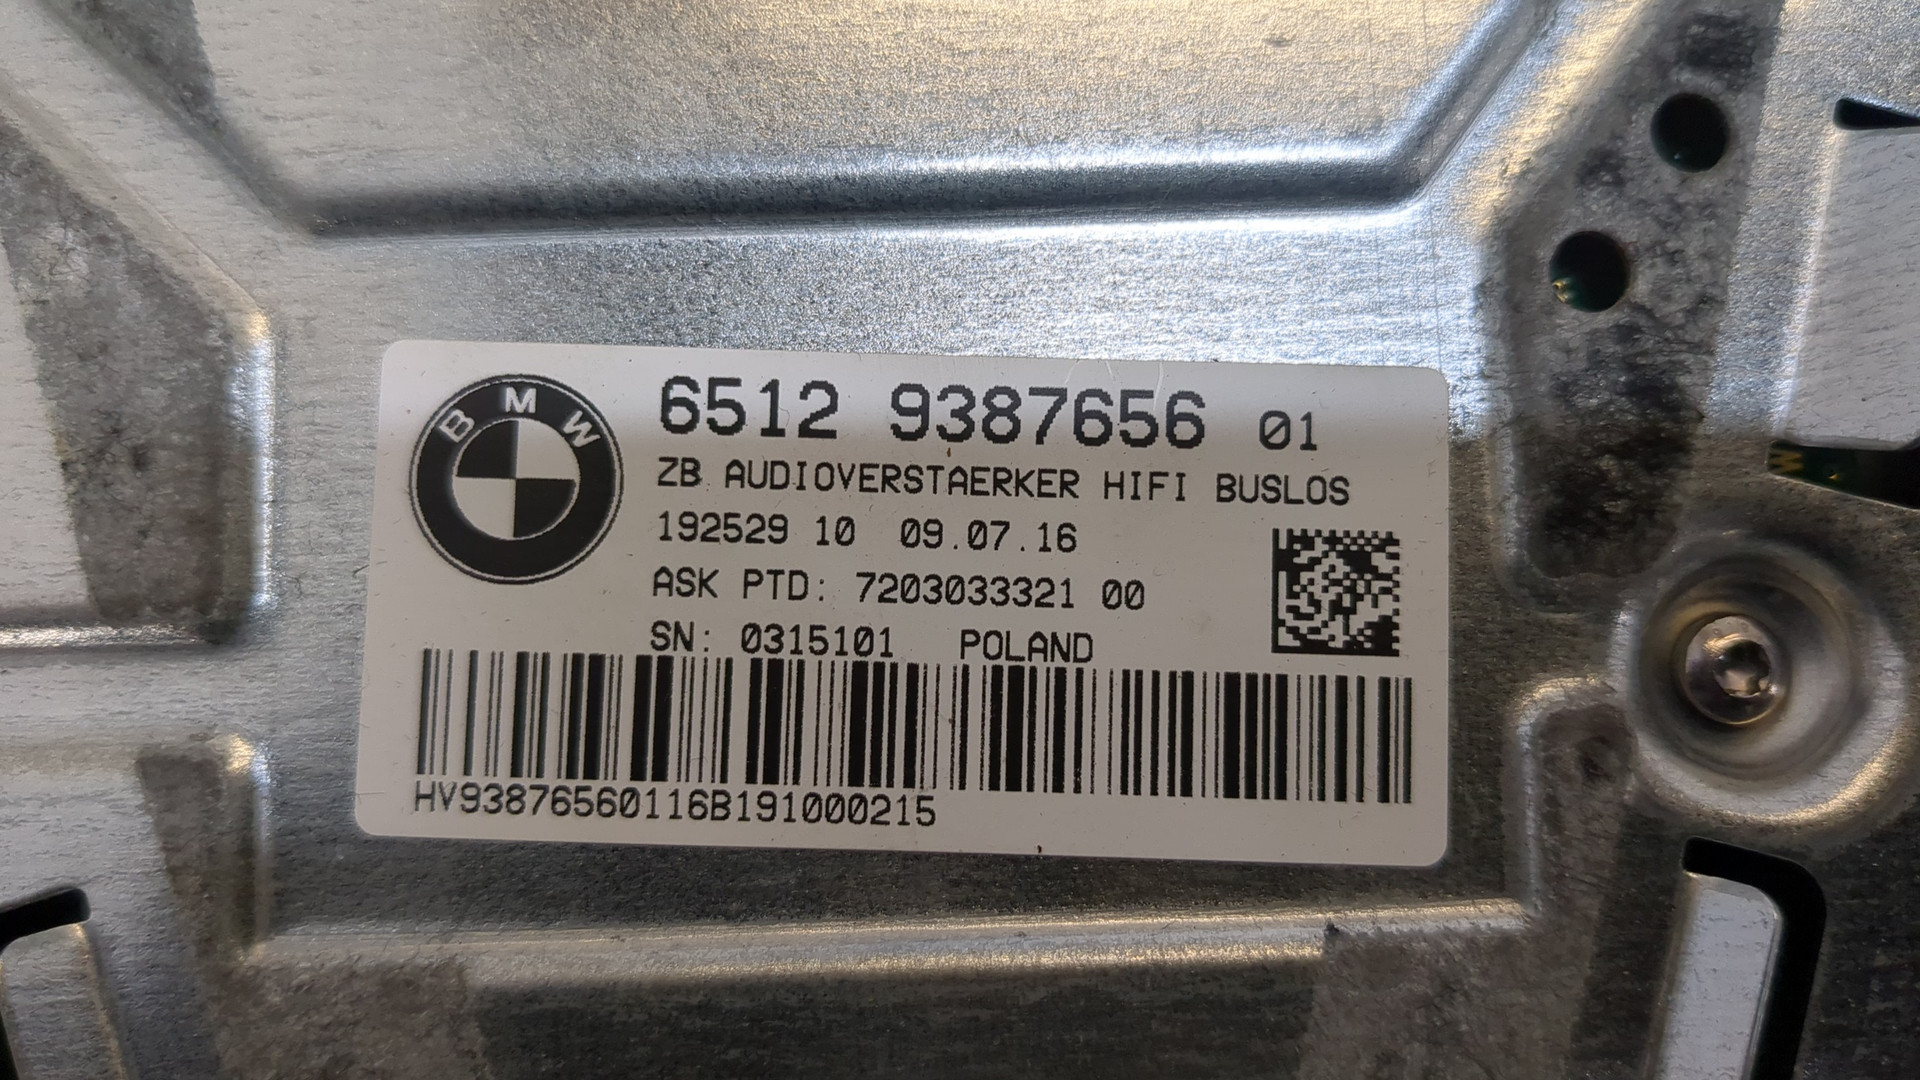 BMW
6512 9387656 01
ZB AUDIOVERSTAERKER HIFI BUSLOS
192529 10 09.07.16
ASK PTD: 7203033321 00
SN: 0315101 POLAND
HV93876560116B191000215